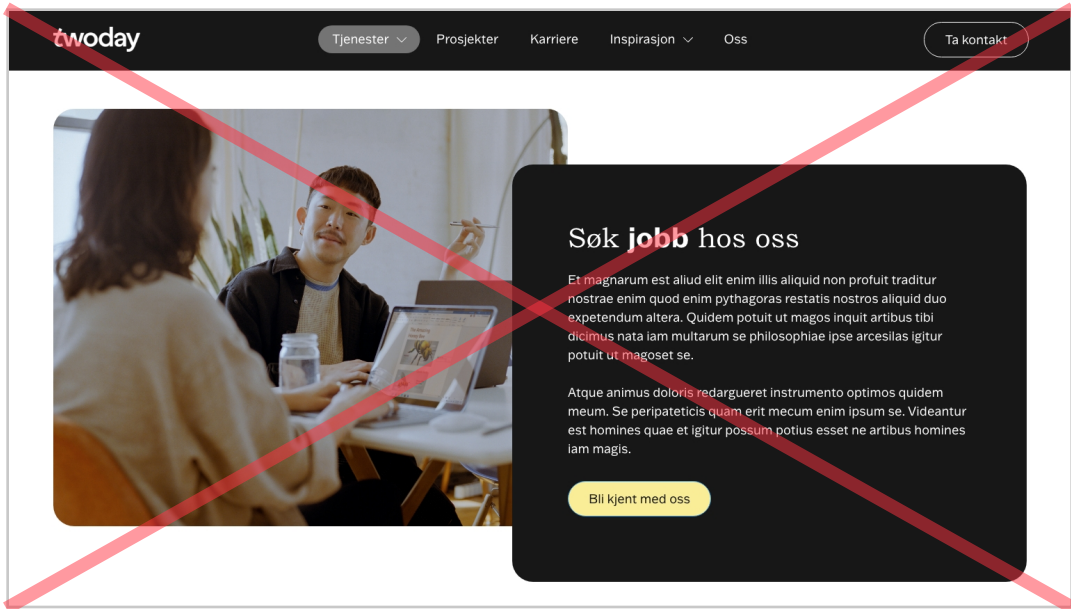 twoday
Tjenester
Prosjekter
Karriere
Inspirasjon
Oss
Ta kontakt
Søk jobb hos oss
Et magnarum est aliud elit enim illis aliquid non profuit traditur
nostrae enim quod enim pythagoras restatis nostros aliquid duo
expetendum altera. Quidem potuit ut magos inquit artibus tibi
dicimus nata iam multarum se philosophiae ipse arcesilas igitur
potuit ut magoset se.
Atque animus doloris redargueret instrumento optimos quidem
meum. Se peripateticis quam erit mecum enim ipsum se. Videantur
est homines quae et igitur possum potius esset ne artibus homines
iam magis.
Bli kjent med oss